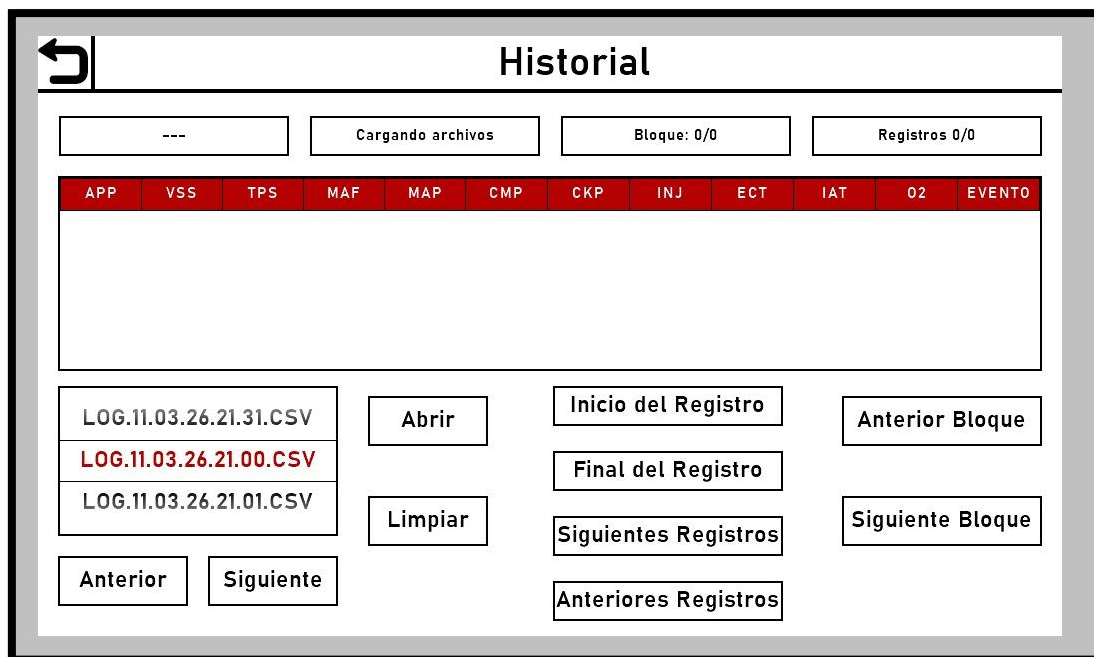 Historial
---
Cargando archivos
Bloque: 0/0
Registros 0/0
APP VSS TPS MAF MAP CMP CKP INJ ECT IAT O2 EVENTO
LOG.11.03.26.21.31.CSV
LOG.11.03.26.21.00.CSV
LOG.11.03.26.21.01.CSV
Anterior
Siguiente
Abrir
Limpiar
Inicio del Registro
Final del Registro
Siguientes Registros
Anteriores Registros
Anterior Bloque
Siguiente Bloque